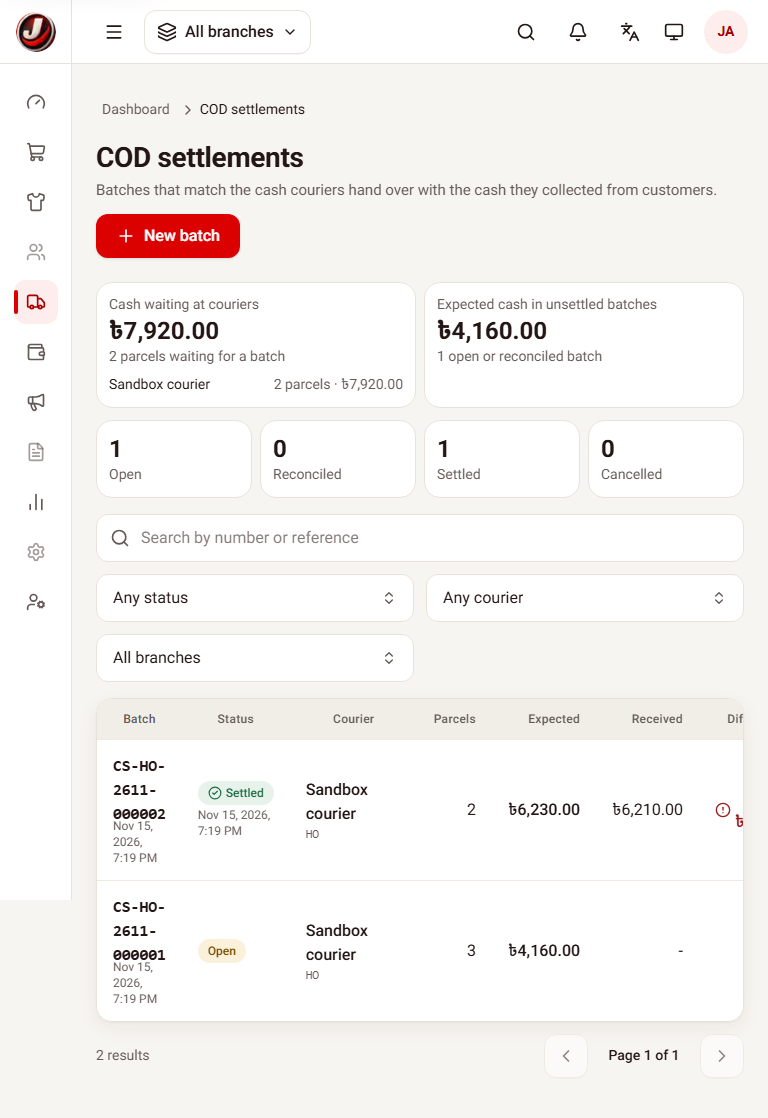 J
All branches
JA
Dashboard > COD settlements
COD settlements
Batches that match the cash couriers hand over with the cash they collected from customers.
+ New batch
Cash waiting at couriers
৳7,920.00
2 parcels waiting for a batch
Sandbox courier 2 parcels · ৳7,920.00
Expected cash in unsettled batches
৳4,160.00
1 open or reconciled batch
1
Open
0
Reconciled
1
Settled
0
Cancelled
Search by number or reference
Any status
Any courier
All branches
Batch Status Courier Parcels Expected Received Dif
CS-HO-
2611-
000002
Nov 15,
2026,
7:19 PM
Settled
Nov 15, 2026,
7:19 PM
Sandbox
courier
HO
2
৳6,230.00
৳6,210.00
৳
CS-HO-
2611-
000001
Nov 15,
2026,
7:19 PM
Open
Sandbox
courier
HO
3
৳4,160.00
-
2 results
Page 1 of 1